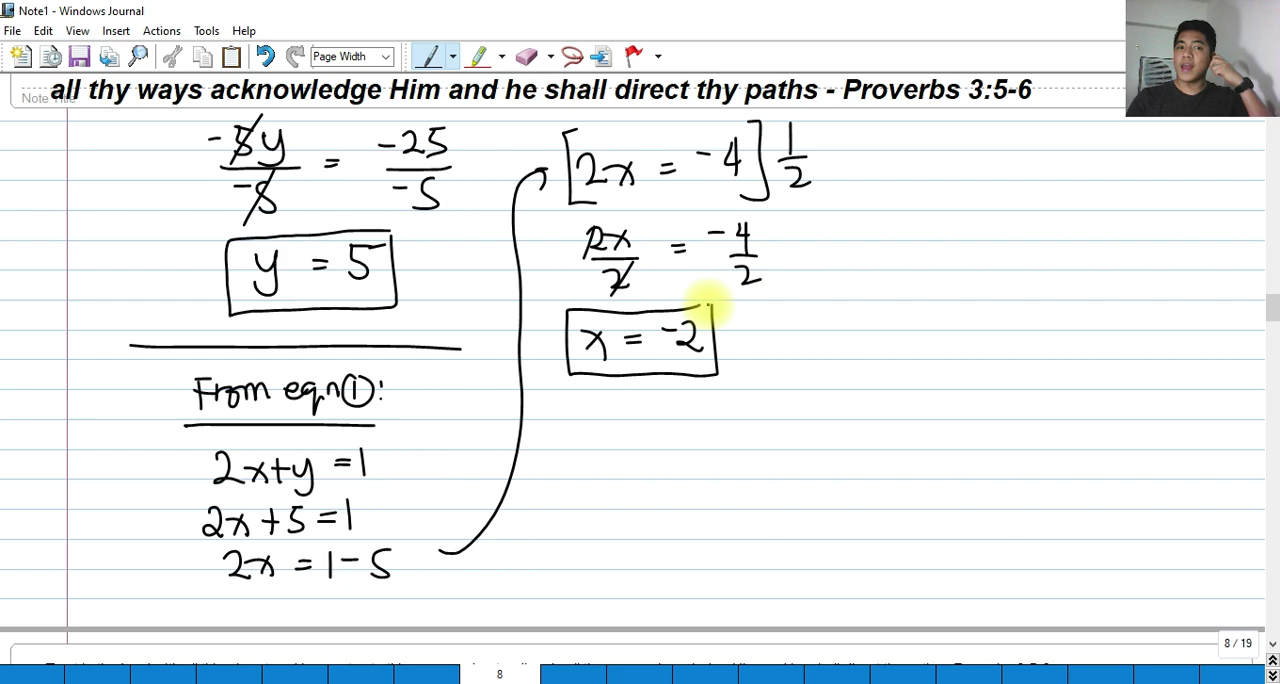 Note1 - Windows Journal
File Edit View Insert Actions Tools Help
Page Width
all thy ways acknowledge Him and he shall direct thy paths - Proverbs 3:5-6
Note Title
-5y/-5 = -25/-5
y = 5
From eqn①:
2x+y =1
2x+5 =1
2x = 1-5
[2x = -4] 1/2
2x/2 = -4/2
x = -2
8 / 19
8